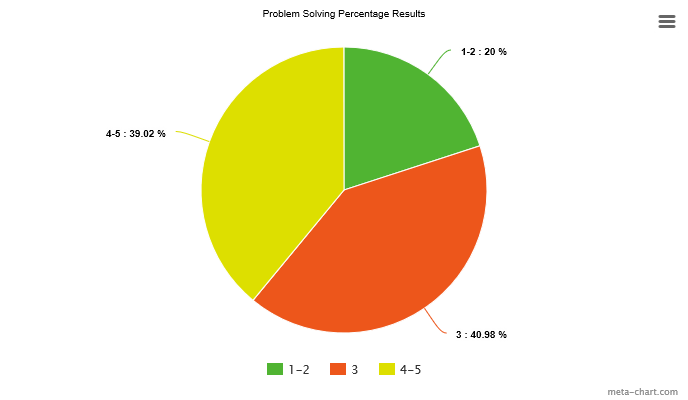 Problem Solving Percentage Results
1-2 : 20 %
4-5 : 39.02 %
3 : 40.98 %
1-2 3 4-5
meta-chart.com